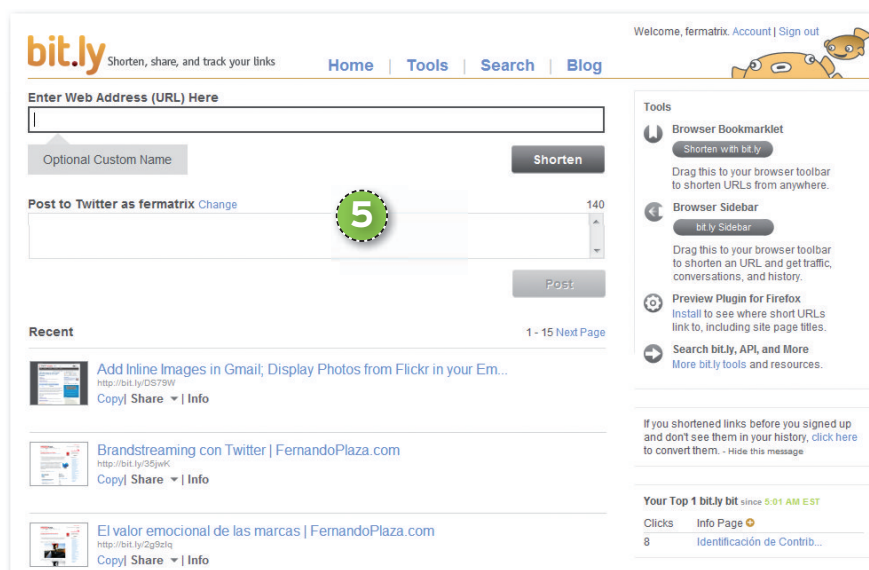 bit.ly Shorten, share, and track your links
Home | Tools | Search | Blog
Welcome, fermatrix. Account | Sign out
Enter Web Address (URL) Here
Optional Custom Name
Shorten
Post to Twitter as fermatrix Change
140
5
Post
Recent
1 - 15 Next Page
Add Inline Images in Gmail; Display Photos from Flickr in your Em...
http://bit.ly/DS79W
Copy| Share | Info
Brandstreaming con Twitter | FernandoPlaza.com
http://bit.ly/35jwK
Copy| Share | Info
El valor emocional de las marcas | FernandoPlaza.com
http://bit.ly/2g9zlq
Copy| Share | Info
Tools
Browser Bookmarklet
Shorten with bit.ly
Drag this to your browser toolbar
to shorten URLs from anywhere.
Browser Sidebar
bit.ly Sidebar
Drag this to your browser toolbar
to shorten an URL and get traffic,
conversations, and history.
Preview Plugin for Firefox
Install to see where short URLs
link to, including site page titles.
Search bit.ly, API, and More
More bit.ly tools and resources.
If you shortened links before you signed up
and don't see them in your history, click here
to convert them. - Hide this message
Your Top 1 bit.ly bit since 5:01 AM EST
Clicks Info Page
8 Identificación de Contrib...